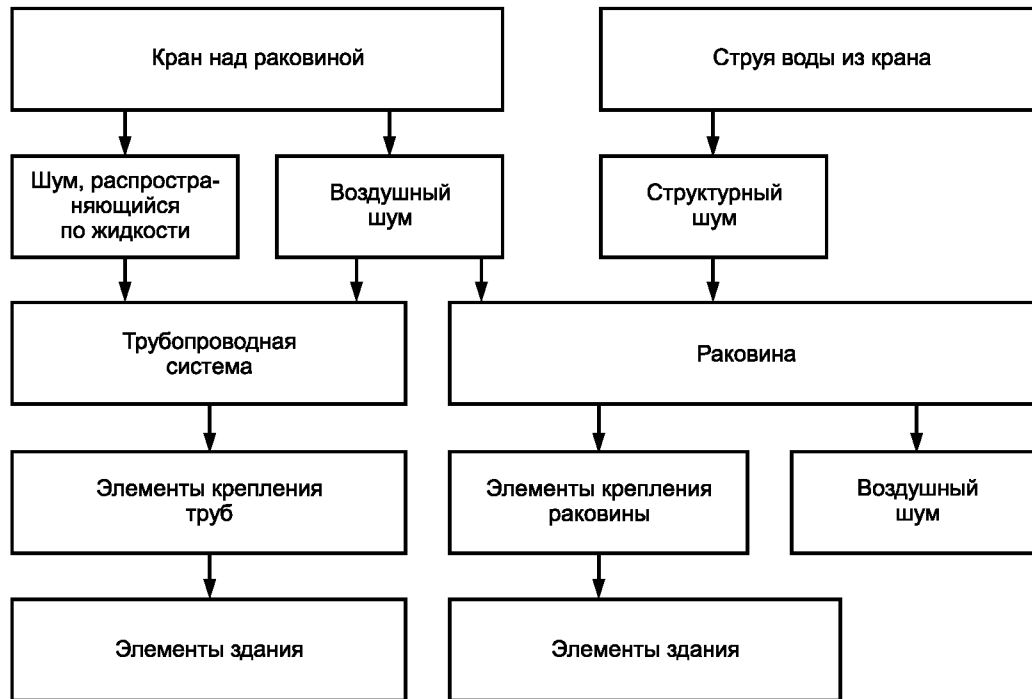 Кран над раковиной
Струя воды из крана
Шум, распростра-
няющийся
по жидкости
Воздушный
шум
Структурный
шум
Трубопроводная
система
Раковина
Элементы крепления
труб
Элементы крепления
раковины
Воздушный
шум
Элементы здания
Элементы здания